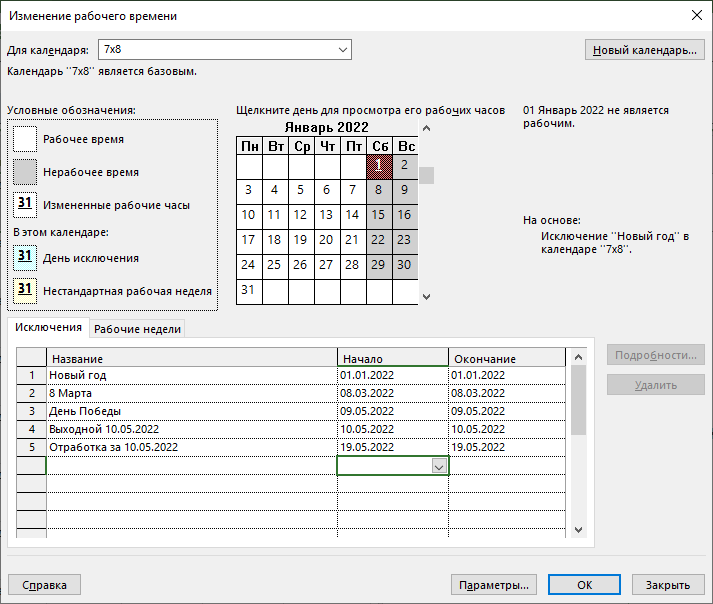 Изменение рабочего времени
Для календаря: 7x8
Новый календарь...
Календарь "7x8" является базовым.
Условные обозначения:
Рабочее время
Нерабочее время
31 Измененные рабочие часы
В этом календаре:
31 День исключения
31 Нестандартная рабочая неделя
Щелкните день для просмотра его рабочих часов
Январь 2022
Пн Вт Ср Чт Пт Сб Вс
1 2
3 4 5 6 7 8 9
10 11 12 13 14 15 16
17 18 19 20 21 22 23
24 25 26 27 28 29 30
31
01 Январь 2022 не является
рабочим.
На основе:
Исключение "Новый год" в
календаре "7x8".
Исключения Рабочие недели
Название Начало Окончание
1 Новый год 01.01.2022 01.01.2022
2 8 Марта 08.03.2022 08.03.2022
3 День Победы 09.05.2022 09.05.2022
4 Выходной 10.05.2022 10.05.2022 10.05.2022
5 Отработка за 10.05.2022 19.05.2022 19.05.2022
Подробности...
Удалить
Справка
Параметры...
ОК
Закрыть